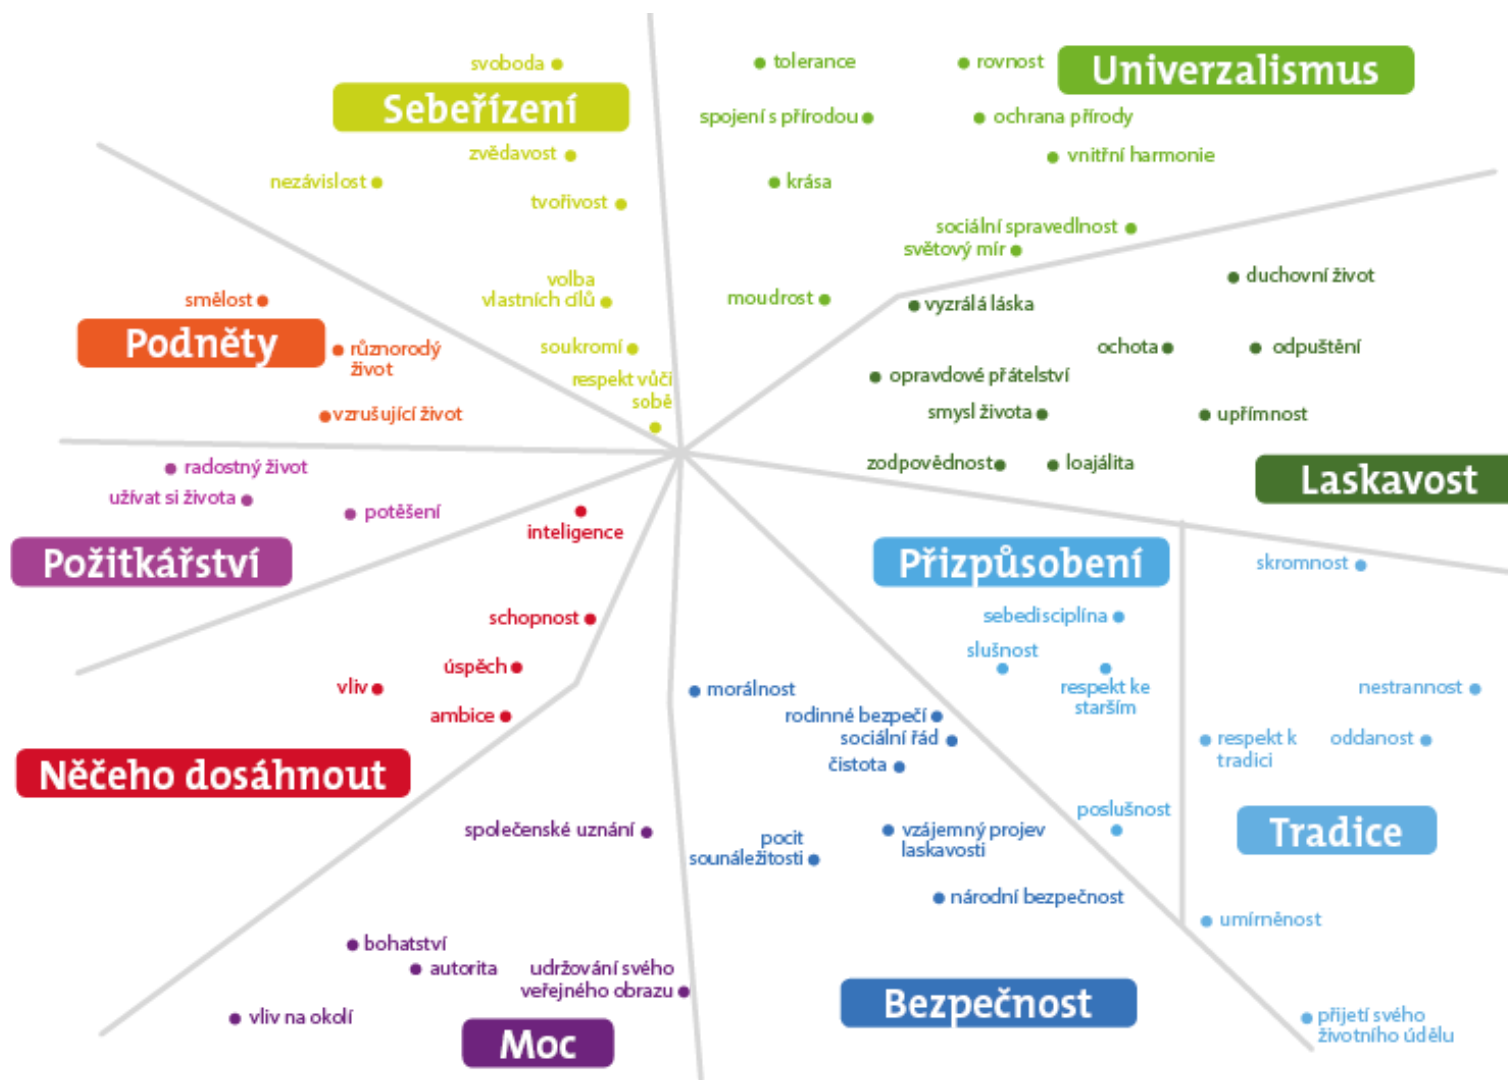 svoboda
Sebeřízení
zvědavost
nezávislost
tvořivost
volba
vlastních cílů
soukromí
respekt vůči
sobě
tolerance
rovnost
Univerzalismus
spojení s přírodou
ochrana přírody
vnitřní harmonie
krása
sociální spravedlnost
světový mír
moudrost
smělost
Podněty
různorodý
život
vzrušující život
duchovní život
vyzrálá láska
ochota
odpuštění
opravdové přátelství
smysl života
upřímnost
zodpovědnost
loajálita
Laskavost
radostný život
užívat si života
potěšení
Požitkářství
inteligence
schopnost
úspěch
vliv
ambice
Něčeho dosáhnout
Přizpůsobení
sebedisciplína
slušnost
respekt ke
starším
poslušnost
skromnost
nestrannost
respekt k
tradici
oddanost
Tradice
umírněnost
přijetí svého
životního údělu
morálnost
rodinné bezpečí
sociální řád
čistota
vzájemný projev
laskavosti
pocit
sounáležitosti
národní bezpečnost
Bezpečnost
společenské uznání
bohatství
autorita
udržování svého
veřejného obrazu
vliv na okolí
Moc